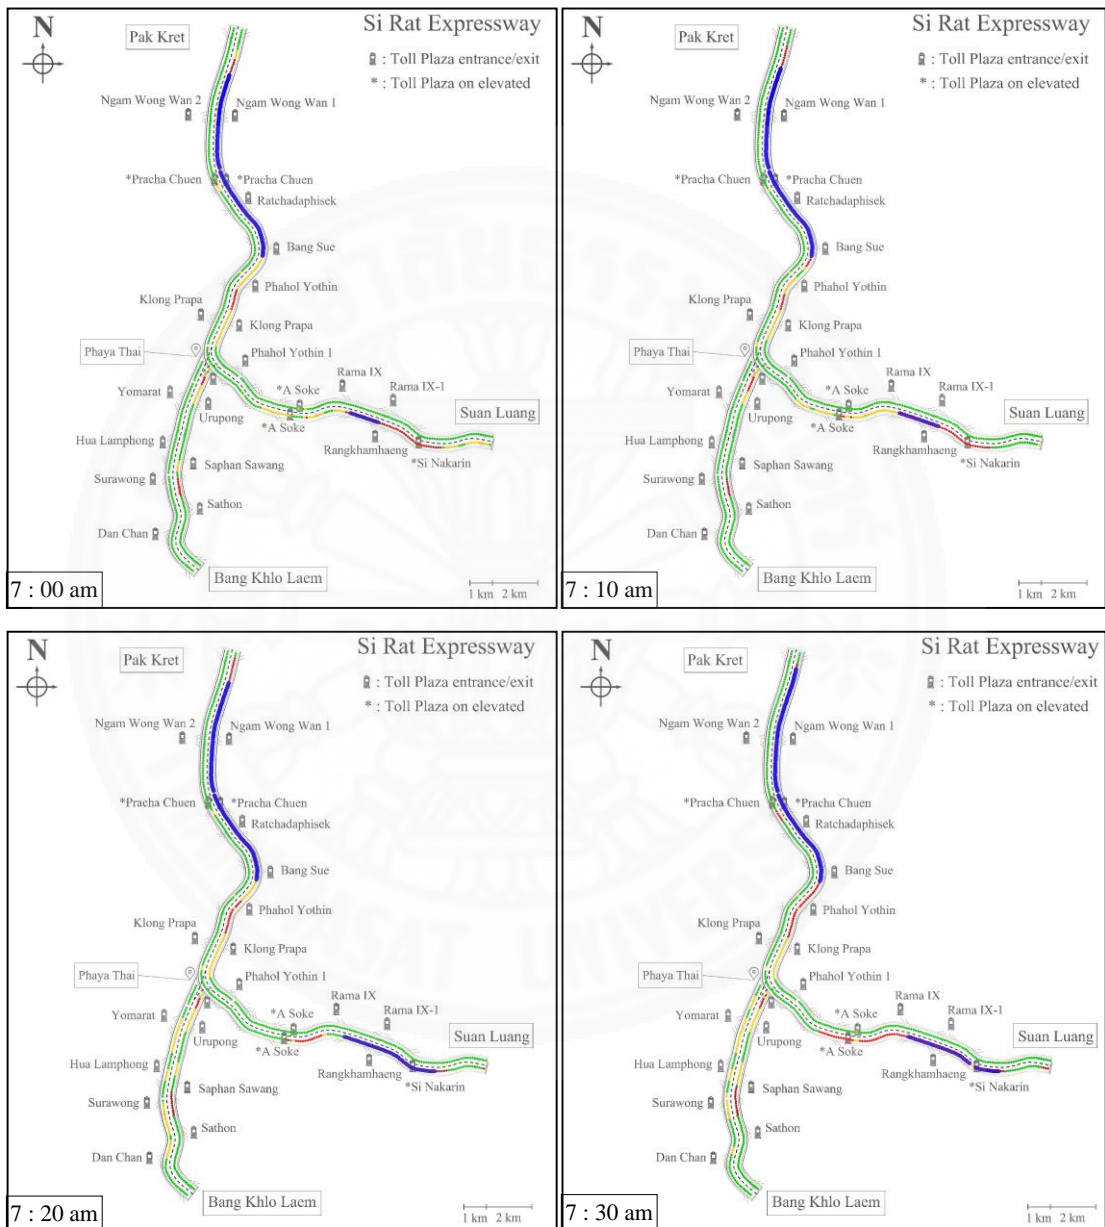 N
Pak Kret
Si Rat Expressway
: Toll Plaza entrance/exit
* : Toll Plaza on elevated
Ngam Wong Wan 2
Ngam Wong Wan 1
*Pracha Chuen
*Pracha Chuen
Ratchadaphisek
Bang Sue
Phahol Yothin
Klong Prapa
Klong Prapa
Phaya Thai
Phahol Yothin 1
Rama IX
Yomarat
*A Soke
Rama IX-1
Urupong
Suan Luang
*A Soke
Hua Lamphong
Rangkhamhaeng
Saphan Sawang
*Si Nakarin
Surawong
Sathon
Dan Chan
Bang Khlo Laem
7 : 00 am
1 km 2 km
N
Pak Kret
Si Rat Expressway
: Toll Plaza entrance/exit
* : Toll Plaza on elevated
Ngam Wong Wan 2
Ngam Wong Wan 1
*Pracha Chuen
*Pracha Chuen
Ratchadaphisek
Bang Sue
Phahol Yothin
Klong Prapa
Klong Prapa
Phaya Thai
Phahol Yothin 1
Rama IX
Yomarat
*A Soke
Rama IX-1
Urupong
Suan Luang
*A Soke
Hua Lamphong
Rangkhamhaeng
Saphan Sawang
*Si Nakarin
Surawong
Sathon
Dan Chan
Bang Khlo Laem
7 : 10 am
1 km 2 km
N
Pak Kret
Si Rat Expressway
: Toll Plaza entrance/exit
* : Toll Plaza on elevated
Ngam Wong Wan 2
Ngam Wong Wan 1
*Pracha Chuen
*Pracha Chuen
Ratchadaphisek
Bang Sue
Phahol Yothin
Klong Prapa
Klong Prapa
Phaya Thai
Phahol Yothin 1
Rama IX
Yomarat
*A Soke
Rama IX-1
Urupong
Suan Luang
*A Soke
Hua Lamphong
Rangkhamhaeng
Saphan Sawang
*Si Nakarin
Surawong
Sathon
Dan Chan
Bang Khlo Laem
7 : 20 am
1 km 2 km
N
Pak Kret
Si Rat Expressway
: Toll Plaza entrance/exit
* : Toll Plaza on elevated
Ngam Wong Wan 2
Ngam Wong Wan 1
*Pracha Chuen
*Pracha Chuen
Ratchadaphisek
Bang Sue
Phahol Yothin
Klong Prapa
Klong Prapa
Phaya Thai
Phahol Yothin 1
Rama IX
Yomarat
*A Soke
Rama IX-1
Urupong
Suan Luang
*A Soke
Hua Lamphong
Rangkhamhaeng
Saphan Sawang
*Si Nakarin
Surawong
Sathon
Dan Chan
Bang Khlo Laem
7 : 30 am
1 km 2 km